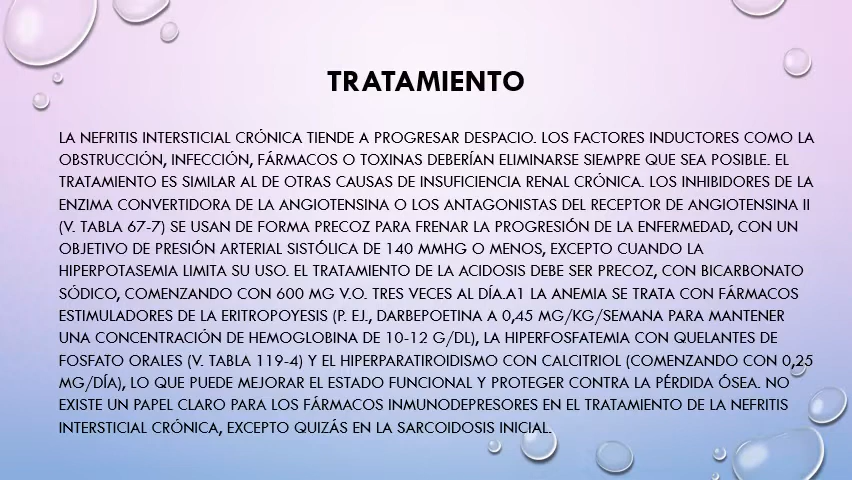 TRATAMIENTO
LA NEFRITIS INTERSTICIAL CRÓNICA TIENDE A PROGRESAR DESPACIO. LOS FACTORES INDUCTORES COMO LA
OBSTRUCCIÓN, INFECCIÓN, FÁRMACOS O TOXINAS DEBERÍAN ELIMINARSE SIEMPRE QUE SEA POSIBLE. EL
TRATAMIENTO ES SIMILAR AL DE OTRAS CAUSAS DE INSUFICIENCIA RENAL CRÓNICA. LOS INHIBIDORES DE LA
ENZIMA CONVERTIDORA DE LA ANGIOTENSINA O LOS ANTAGONISTAS DEL RECEPTOR DE ANGIOTENSINA II
(V. TABLA 67-7) SE USAN DE FORMA PRECOZ PARA FRENAR LA PROGRESIÓN DE LA ENFERMEDAD, CON UN
OBJETIVO DE PRESIÓN ARTERIAL SISTÓLICA DE 140 MMHG O MENOS, EXCEPTO CUANDO LA
HIPERPOTASEMIA LIMITA SU USO. EL TRATAMIENTO DE LA ACIDOSIS DEBE SER PRECOZ, CON BICARBONATO
SÓDICO, COMENZANDO CON 600 MG V.O. TRES VECES AL DÍA.A1 LA ANEMIA SE TRATA CON FÁRMACOS
ESTIMULADORES DE LA ERITROPOYESIS (P. EJ., DARBEPOETINA A 0,45 MG/KG/SEMANA PARA MANTENER
UNA CONCENTRACIÓN DE HEMOGLOBINA DE 10-12 G/DL), LA HIPERFOSFATEMIA CON QUELANTES DE
FOSFATO ORALES (V. TABLA 119-4) Y EL HIPERPARATIROIDISMO CON CALCITRIOL (COMENZANDO CON 0,25
MG/DÍA), LO QUE PUEDE MEJORAR EL ESTADO FUNCIONAL Y PROTEGER CONTRA LA PÉRDIDA ÓSEA. NO
EXISTE UN PAPEL CLARO PARA LOS FÁRMACOS INMUNODEPRESORES EN EL TRATAMIENTO DE LA NEFRITIS
INTERSTICIAL CRÓNICA, EXCEPTO QUIZÁS EN LA SARCOIDOSIS INICIAL.